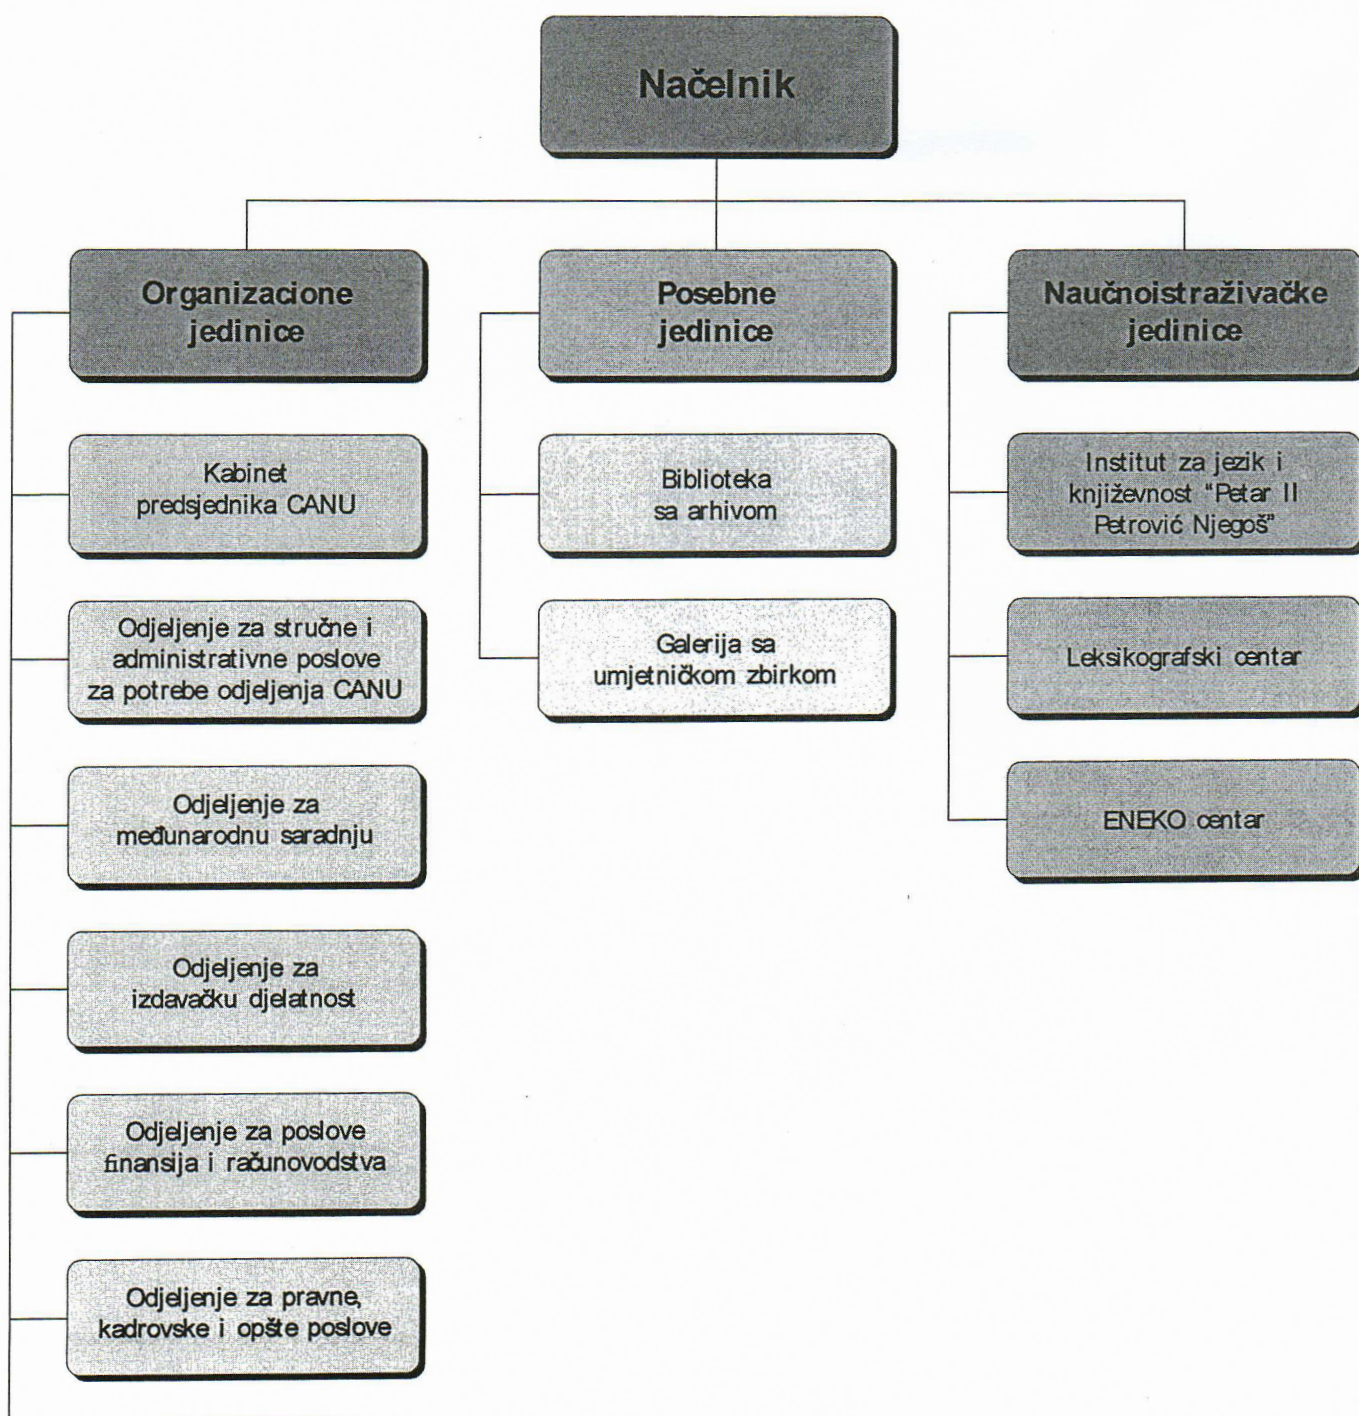 Načelnik
Organizacione
jedinice
Kabinet
predsjednika CANU
Odjeljenje za stručne i
administrativne poslove
za potrebe odjeljenja CANU
Odjeljenje za
međunarodnu saradnju
Odjeljenje za
izdavačku djelatnost
Odjeljenje za poslove
finansija i računovodstva
Odjeljenje za pravne,
kadrovske i opšte poslove
Posebne
jedinice
Biblioteka
sa arhivom
Galerija sa
umjetničkom zbirkom
Naučnoistraživačke
jedinice
Institut za jezik i
književnost "Petar II
Petrović Njegoš"
Leksikografski centar
ENEKO centar